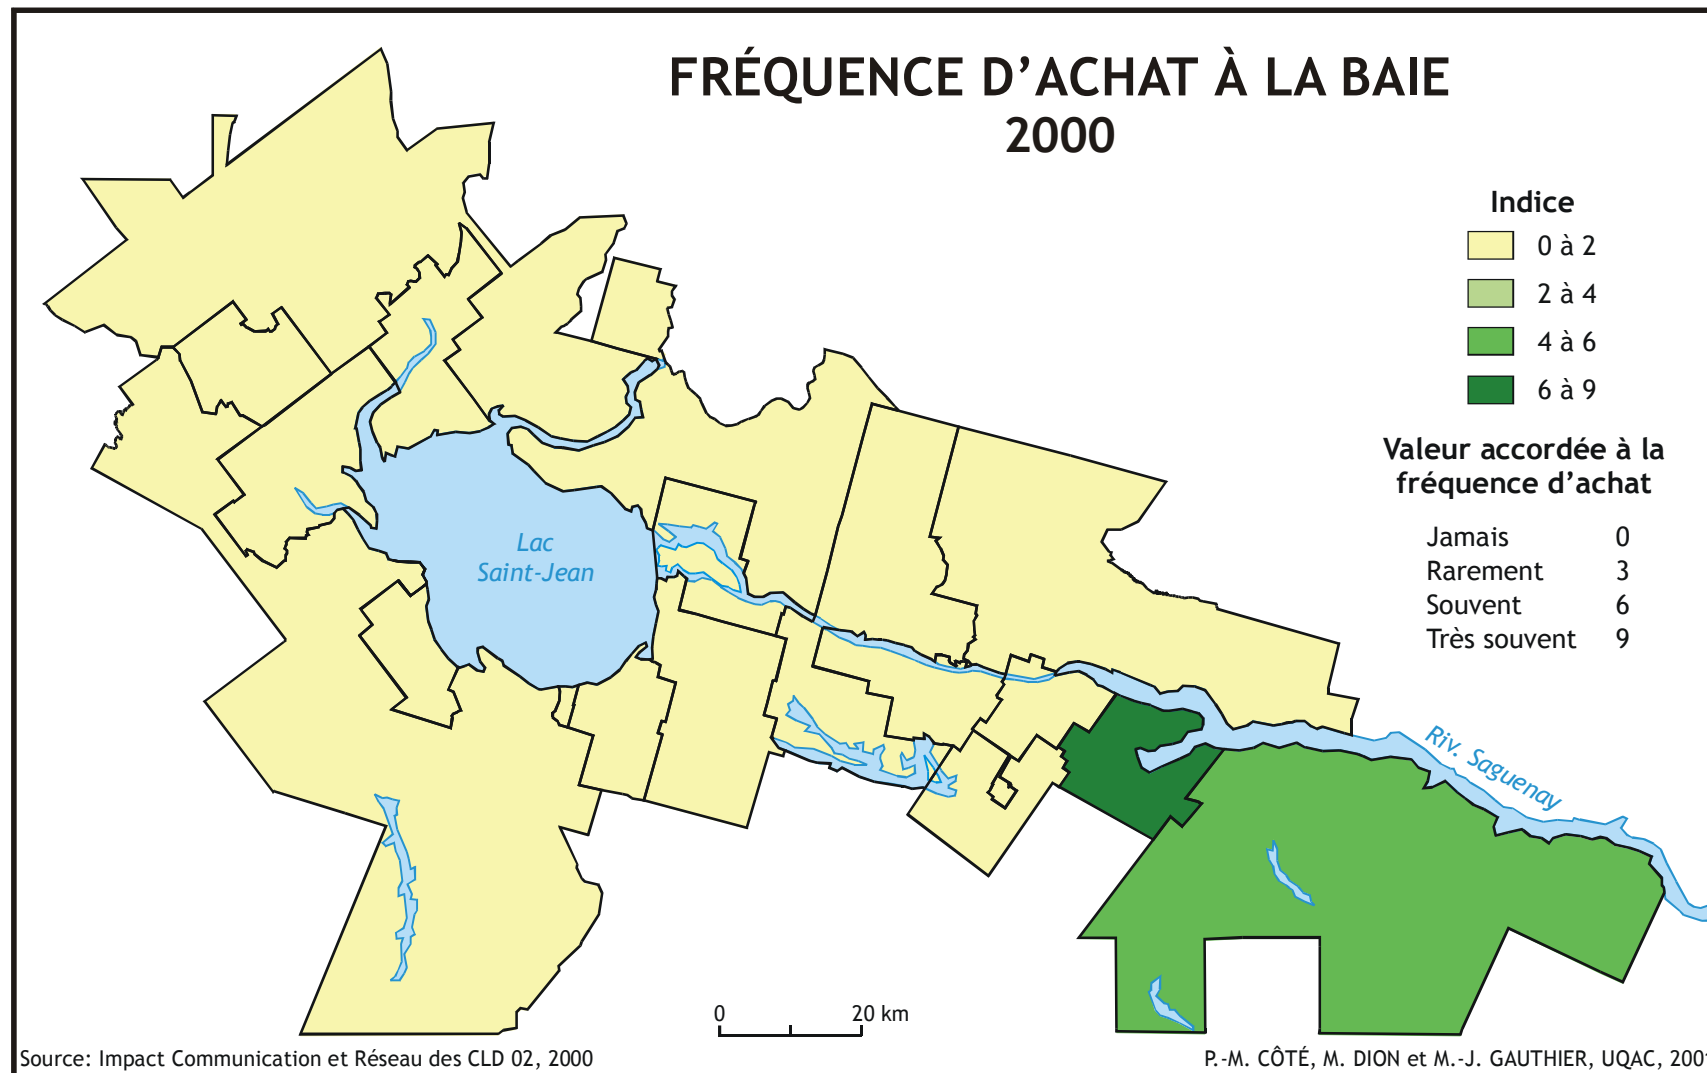 FRÉQUENCE D'ACHAT À LA BAIE
2000
Indice
0 à 2
2 à 4
4 à 6
6 à 9
Valeur accordée à la
fréquence d'achat
Jamais 0
Rarement 3
Souvent 6
Très souvent 9
Lac
Saint-Jean
Riv. Saguenay
0 20 km
Source: Impact Communication et Réseau des CLD 02, 2000
P.-M. CÔTÉ, M. DION et M.-J. GAUTHIER, UQAC, 2001